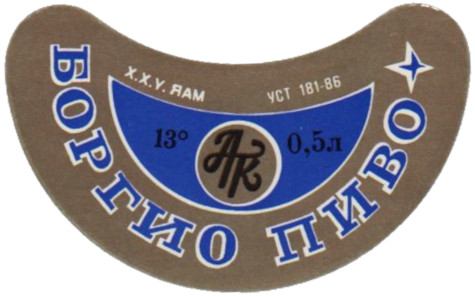 Х.Х.Ү. ЯАМ
УСТ 181-86
13° АК 0,5л
БОРГИО ПИВО